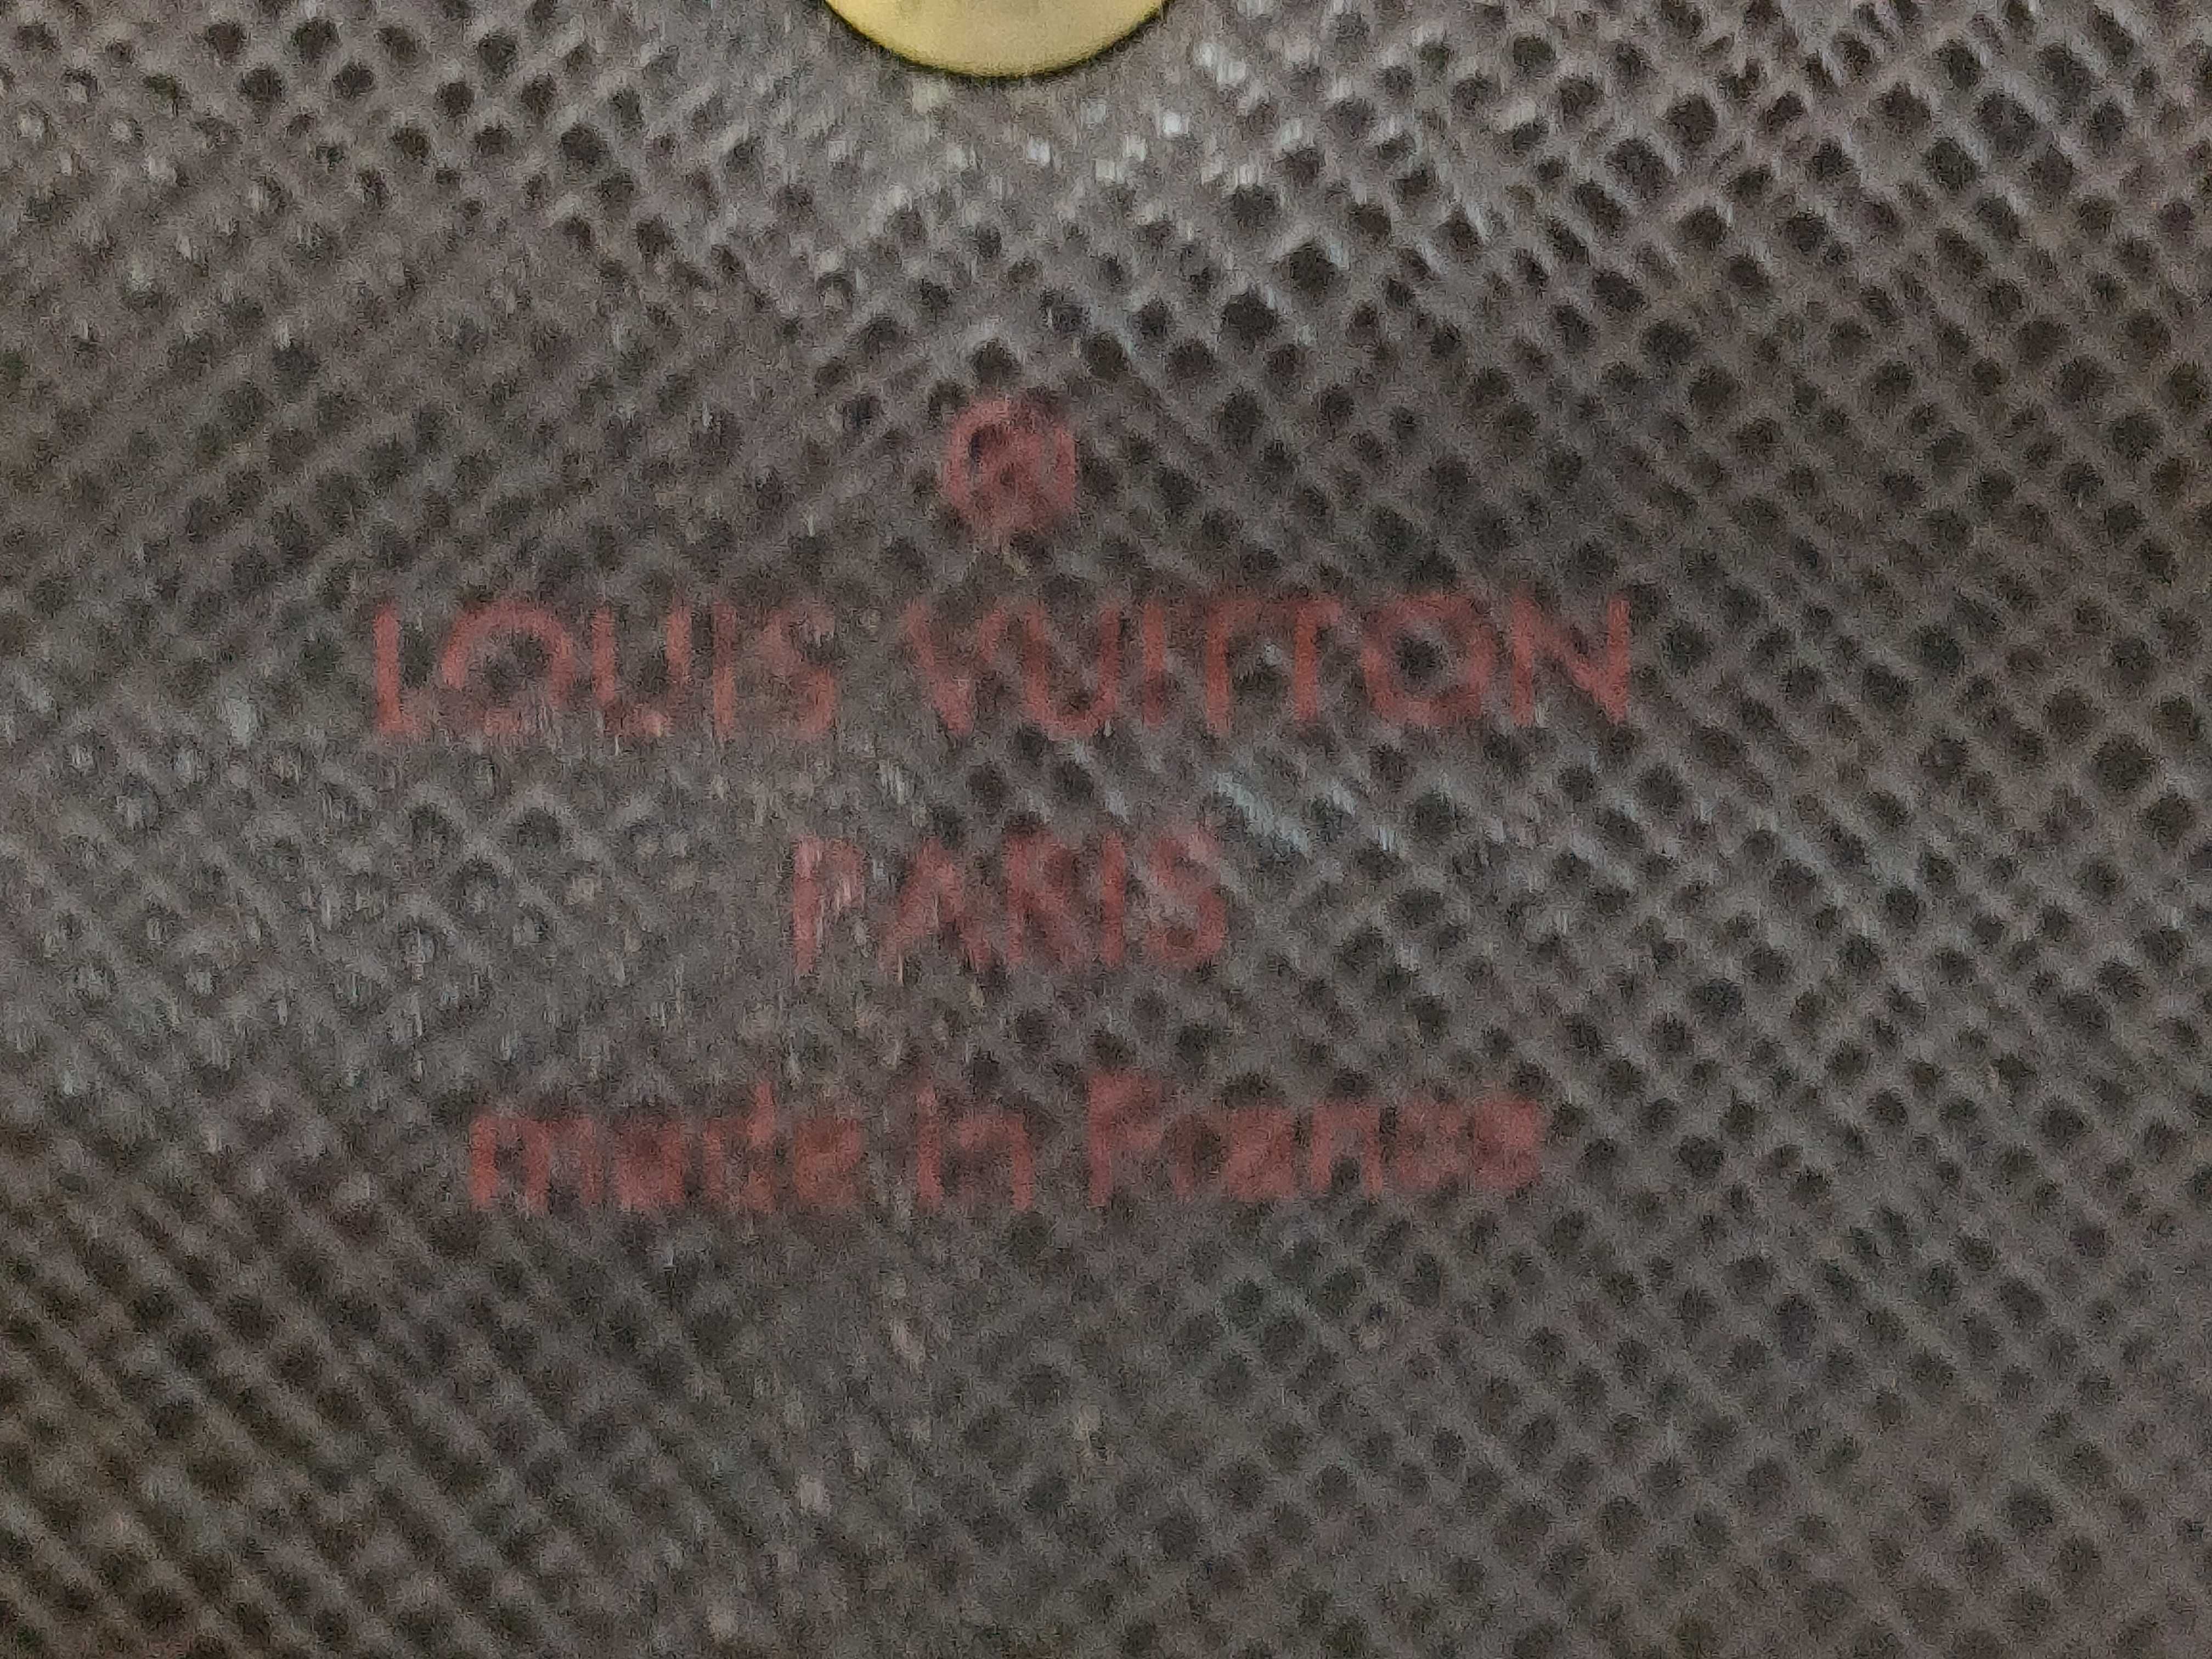 ®
LOUIS VUITTON
PARIS
made in France